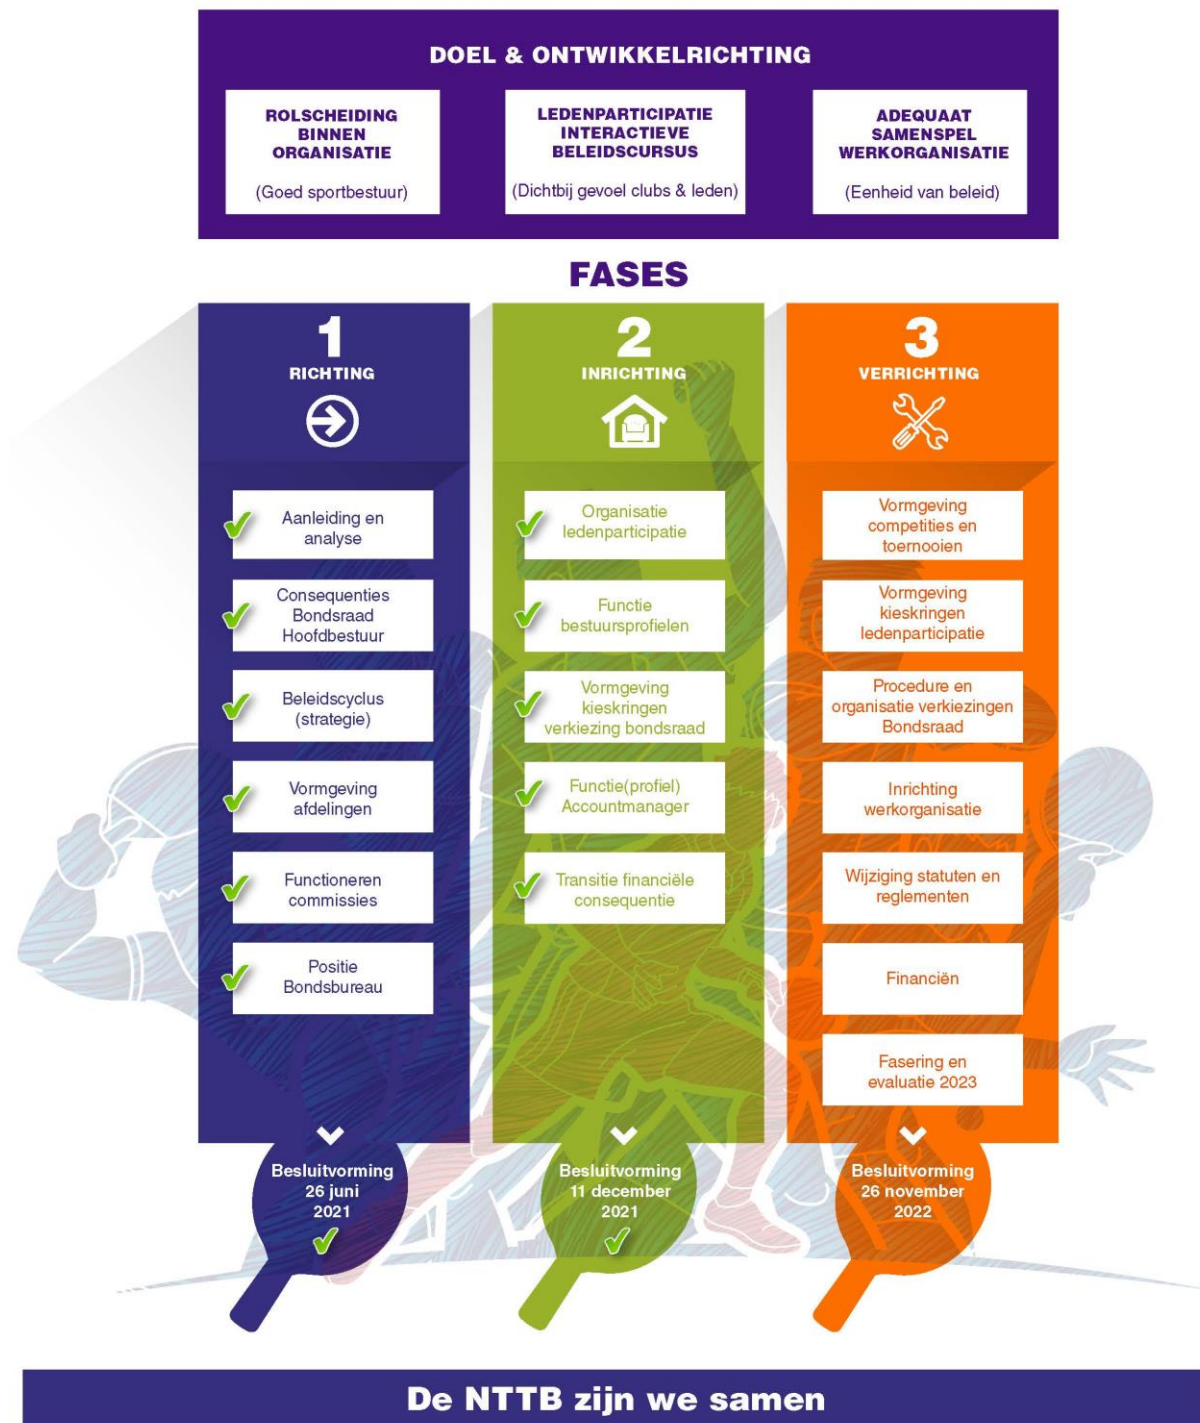 DOEL & ONTWIKKELRICHTING
ROLSCHEIDING
BINNEN
ORGANISATIE
(Goed sportbestuur)
LEDENPARTICIPATIE
INTERACTIEVE
BELEIDSCURSUS
(Dichtbij gevoel clubs & leden)
ADEQUAAT
SAMENSPEL
WERKORGANISATIE
(Eenheid van beleid)
FASES
1
RICHTING
Aanleiding en
analyse
Consequenties
Bondsraad
Hoofdbestuur
Beleidscyclus
(strategie)
Vormgeving
afdelingen
Functioneren
commissies
Positie
Bondsbureau
Besluitvorming
26 juni
2021
2
INRICHTING
Organisatie
ledenparticipatie
Functie
bestuursprofielen
Vormgeving
kieskringen
verkiezing bondsraad
Functie(profiel)
Accountmanager
Transitie financiële
consequentie
Besluitvorming
11 december
2021
3
VERRICHTING
Vormgeving
competities en
toernooien
Vormgeving
kieskringen
ledenparticipatie
Procedure en
organisatie verkiezingen
Bondsraad
Inrichting
werkorganisatie
Wijziging statuten en
reglementen
Financiën
Fasering en
evaluatie 2023
Besluitvorming
26 november
2022
De NTTB zijn we samen